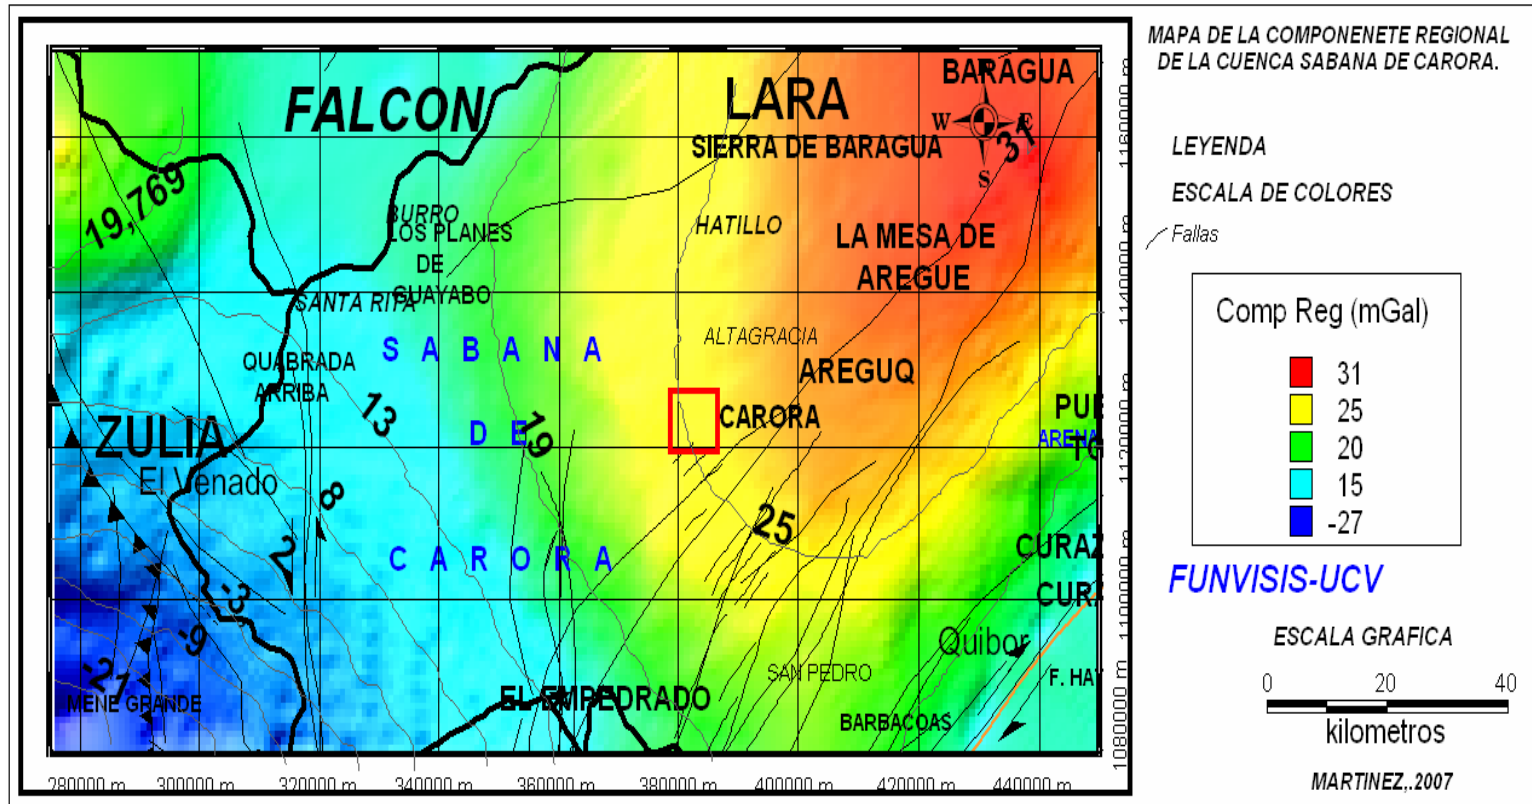 MAPA DE LA COMPONENETE REGIONAL
DE LA CUENCA SABANA DE CARORA.
LEYENDA
ESCALA DE COLORES
Fallas
Comp Reg (mGal)
31
25
20
15
-27
FUNVISIS-UCV
ESCALA GRAFICA
0 20 40
kilometros
MARTINEZ,.2007
BARAGUA
N
W E
S
31
FALCON
LARA
SIERRA DE BARAGUA
19,769
BURRO
LOS PLANES
DE
GUAYABO
HATILLO
LA MESA DE
AREGUE
SANTA RITA
SABANA
ALTAGRACIA
QUABRADA
ARRIBA
AREGUQ
13
19
DE
CARORA
ZULIA
El Venado
ARENA
8
25
2
CARORA
-3
-9
-21
MENE GRANDE
EL EMPEDRADO
SAN PEDRO
Quibor
BARBACOAS
1160000 m
1140000 m
1120000 m
1100000 m
1080000 m
280000 m
300000 m
320000 m
340000 m
360000 m
380000 m
400000 m
420000 m
440000 m